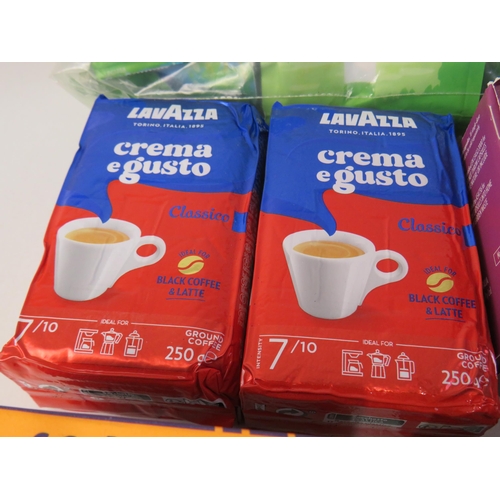 LAVAZZA
TORINO, ITALIA, 1895
crema
e gusto
Classico
IDEAL FOR
BLACK COFFEE
& LATTE
7/10
IDEAL FOR
GROUND
COFFEE
250 g
LAVAZZA
TORINO, ITALIA, 1895
crema
e gusto
Classico
IDEAL FOR
BLACK COFFEE
& LATTE
INTENSITY
7/10
IDEAL FOR
GROUND
COFFEE
250 g